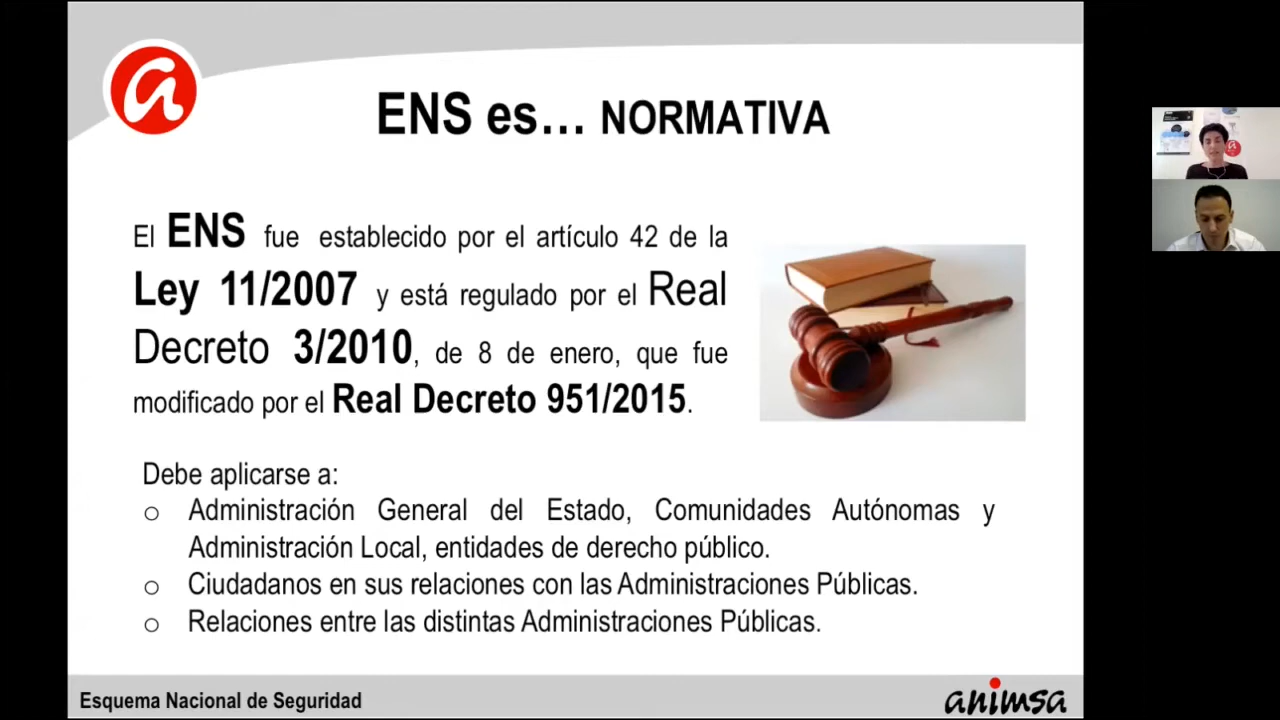 ENS es... NORMATIVA
El ENS fue establecido por el artículo 42 de la
Ley 11/2007 y está regulado por el Real
Decreto 3/2010, de 8 de enero, que fue
modificado por el Real Decreto 951/2015.
Debe aplicarse a:
o Administración General del Estado, Comunidades Autónomas y
Administración Local, entidades de derecho público.
o Ciudadanos en sus relaciones con las Administraciones Públicas.
o Relaciones entre las distintas Administraciones Públicas.
Esquema Nacional de Seguridad
animsa